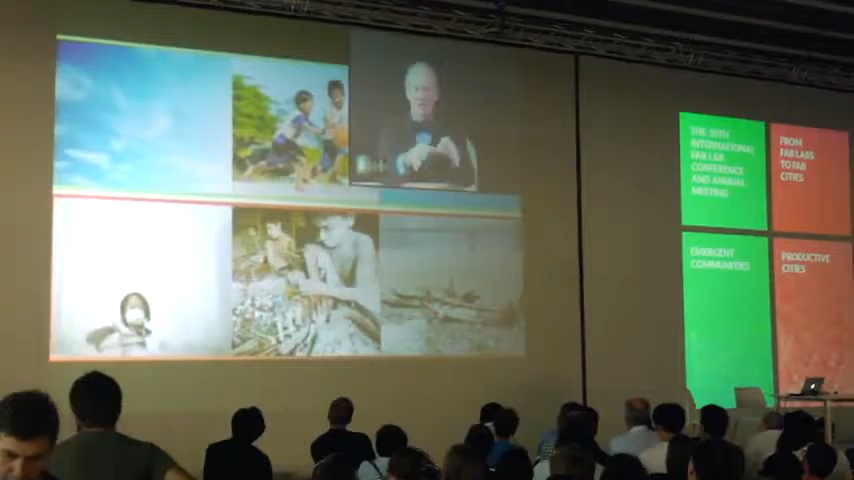 THE 10TH
INTERNATIONAL
FAB LAB
CONFERENCE
AND ANNUAL
MEETING
FROM
FAB LABS
TO FAB
CITIES
EMERGENT
COMMUNITIES
PRODUCTIVE
CITIES